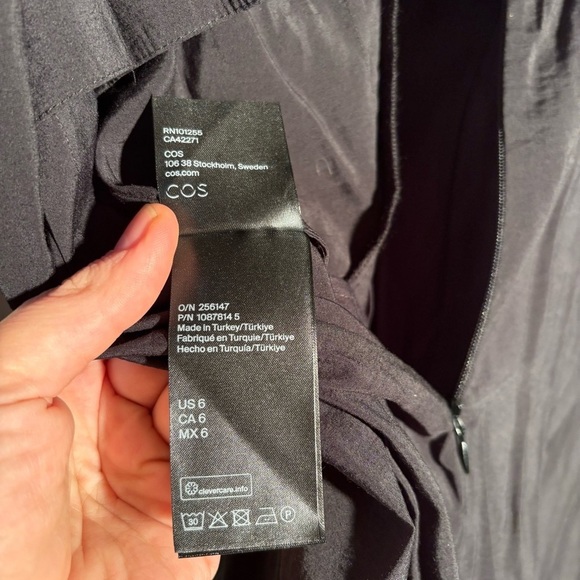 RN101255
CA42271
COS
106 38 Stockholm, Sweden
cos.com
COS
O/N 256147
P/N 1087814 5
Made in Turkey/Türkiye
Fabriqué en Turquie/Türkiye
Hecho en Turquía/Türkiye
US 6
CA 6
MX 6
clevercare.info
30
P